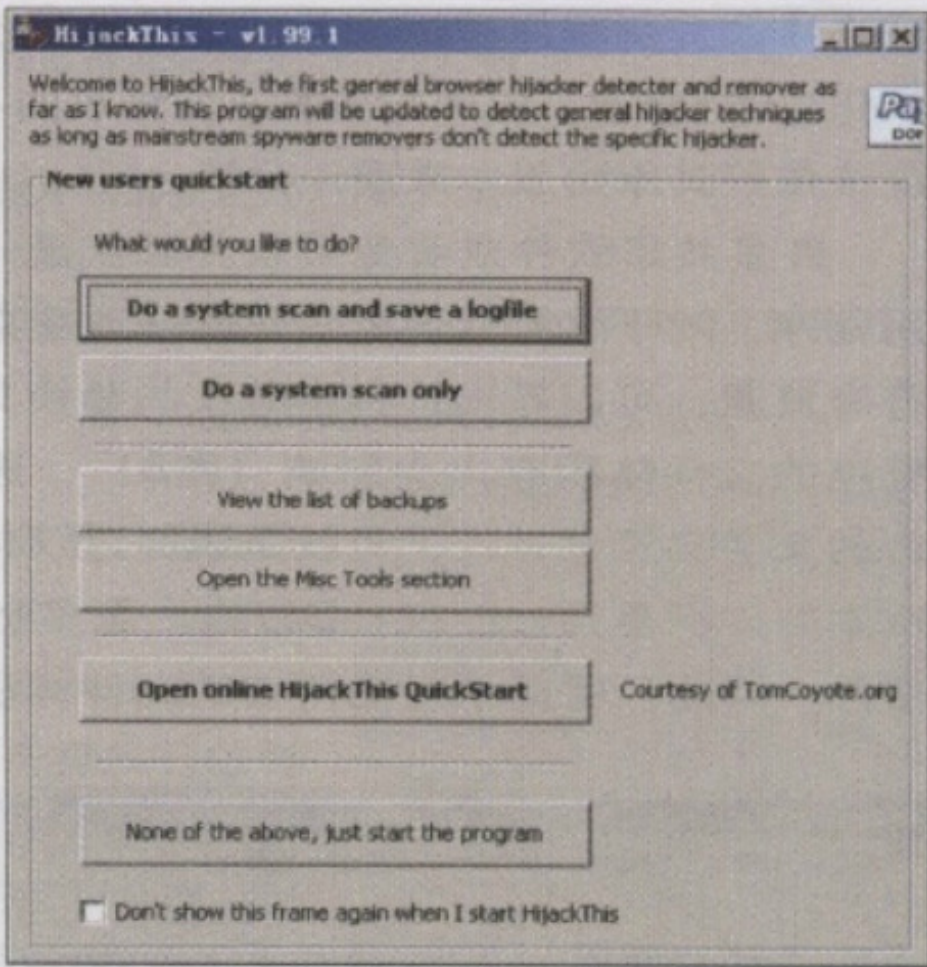 HijackThis - v1.99.1
Welcome to HijackThis, the first general browser hijacker detecter and remover as
far as I know. This program will be updated to detect general hijacker techniques
as long as mainstream spyware removers don't detect the specific hijacker.
New users quickstart
What would you like to do?
Do a system scan and save a logfile
Do a system scan only
View the list of backups
Open the Misc Tools section
Open online HijackThis QuickStart
Courtesy of TomCoyote.org
None of the above, just start the program
Don't show this frame again when I start HijackThis